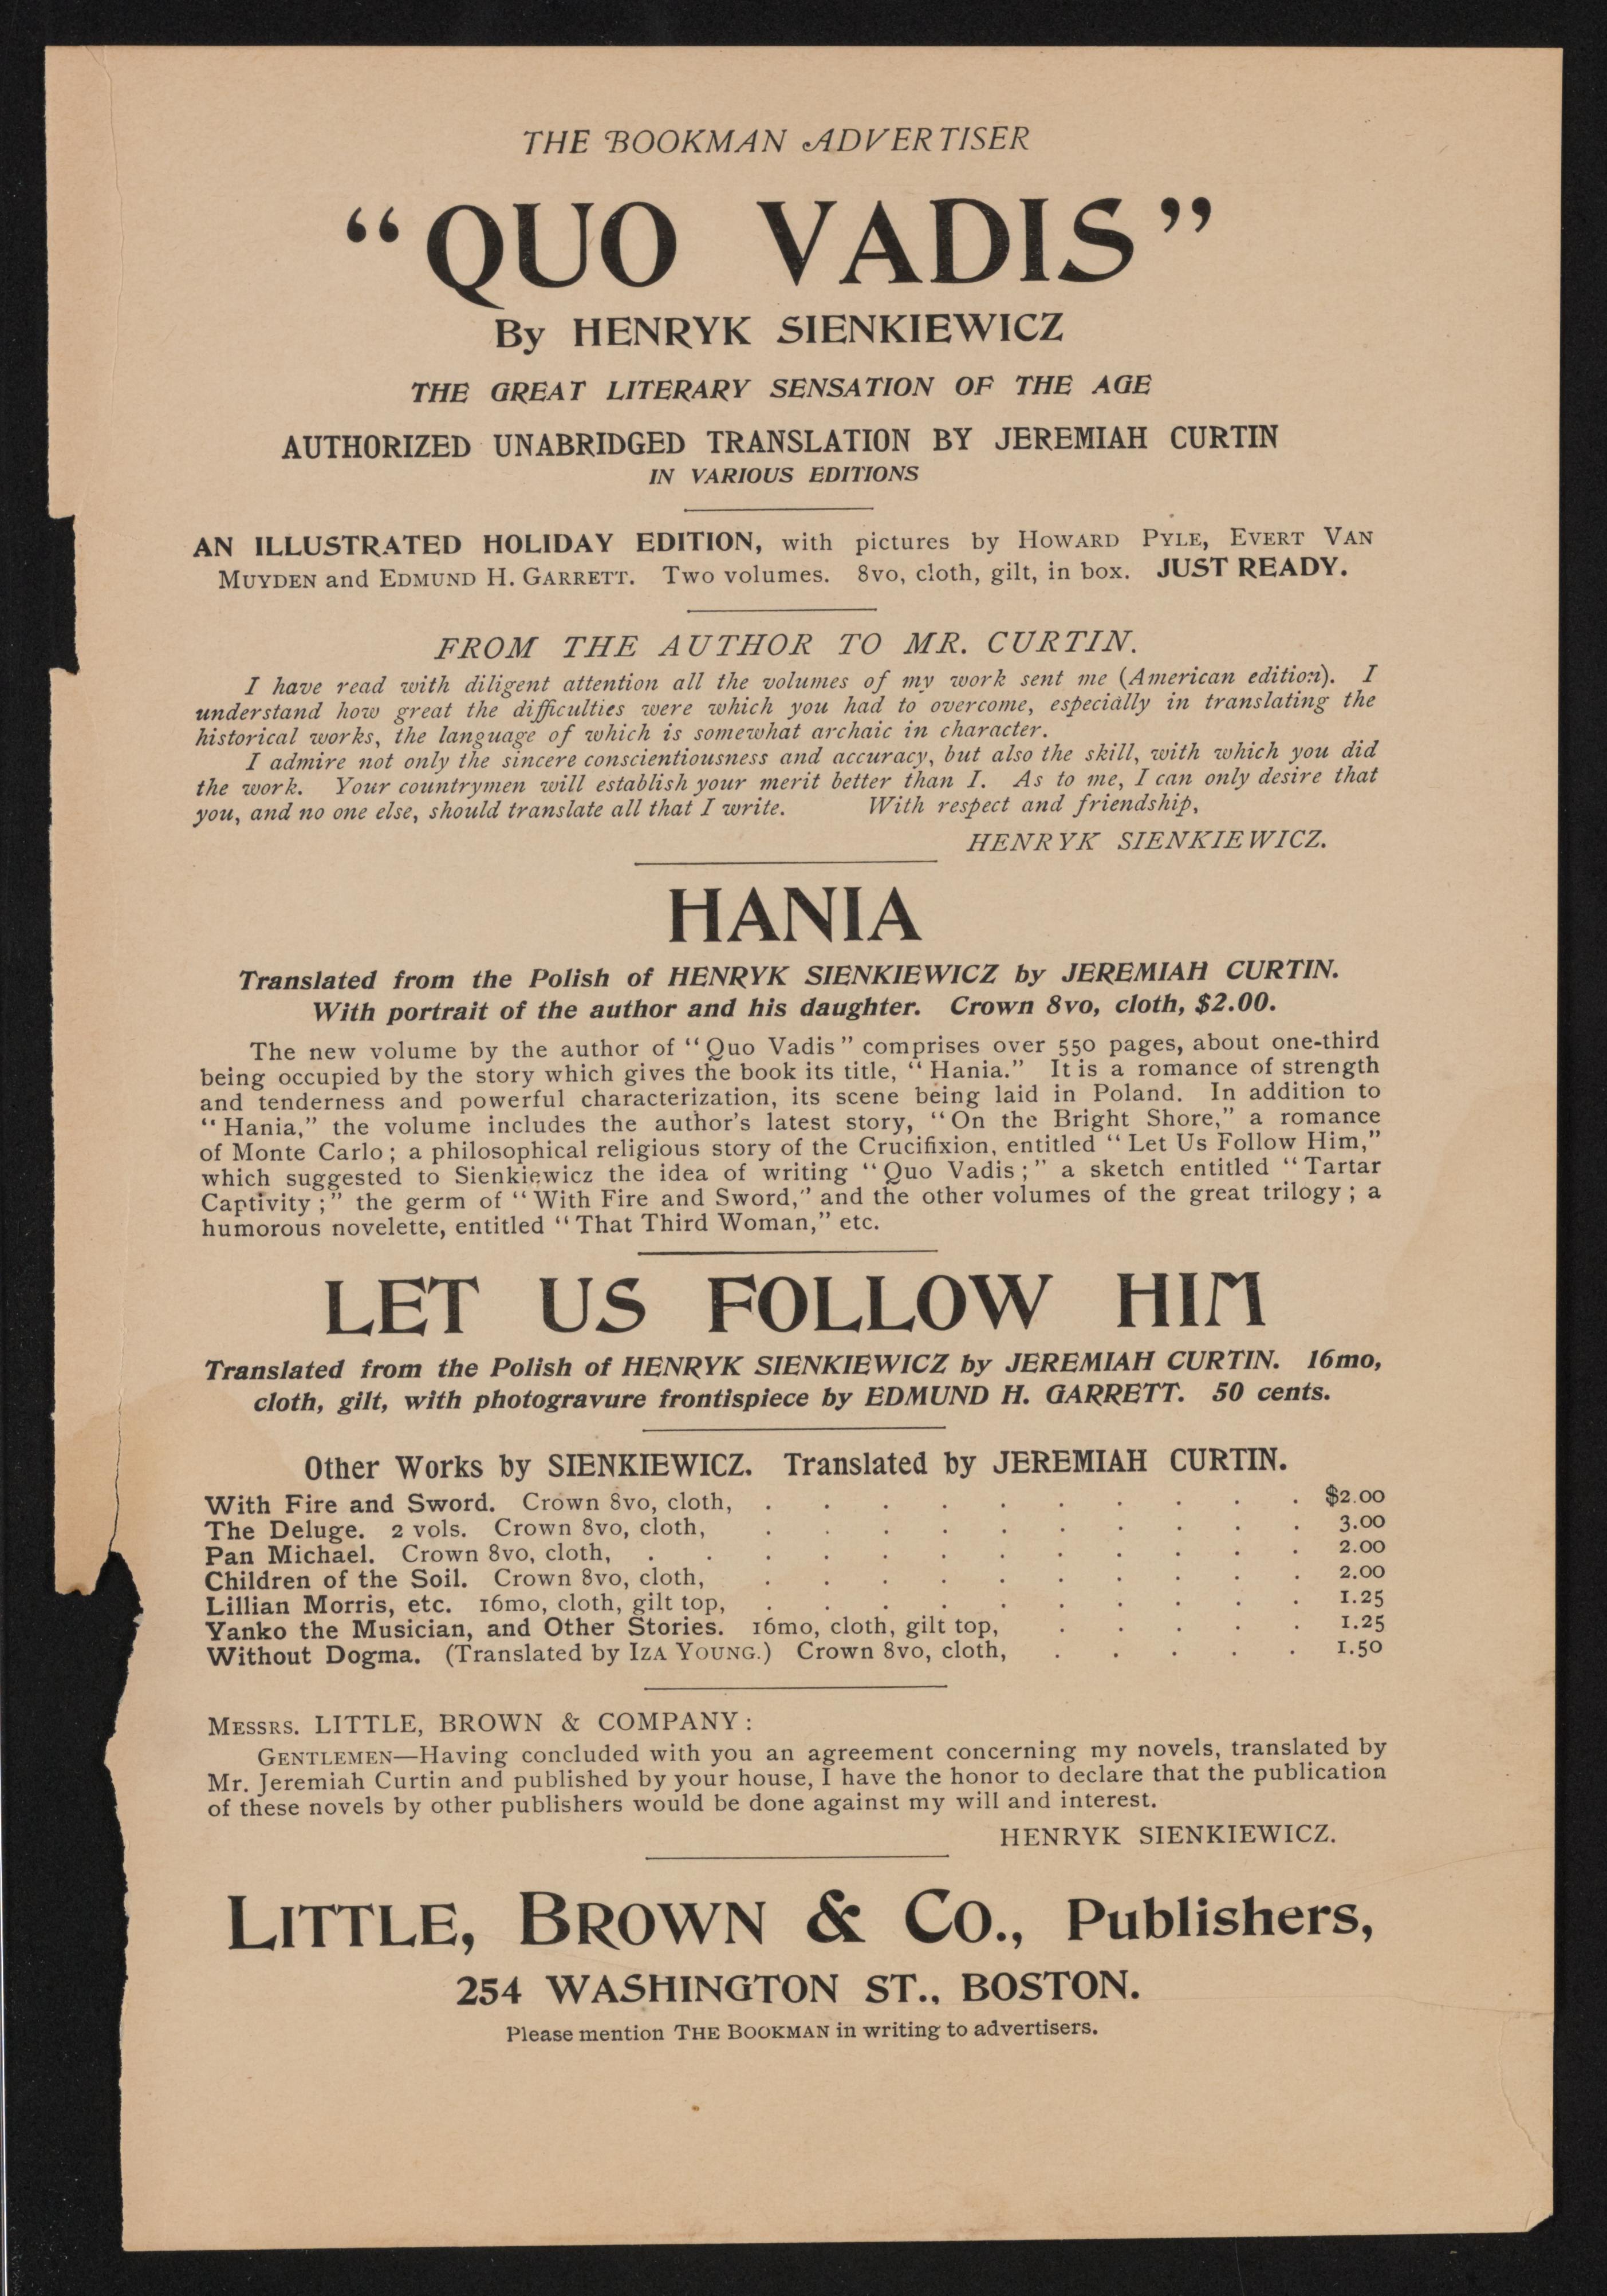 THE BOOKMAN ADVERTISER
“QUO VADIS”
By HENRYK SIENKIEWICZ
THE GREAT LITERARY SENSATION OF THE AGE
AUTHORIZED UNABRIDGED TRANSLATION BY JEREMIAH CURTIN
IN VARIOUS EDITIONS
AN ILLUSTRATED HOLIDAY EDITION, with pictures by HOWARD PYLE, EVERT VAN
MUYDEN and EDMUND H. GARRETT. Two volumes. 8vo, cloth, gilt, in box. JUST READY.
FROM THE AUTHOR TO MR. CURTIN.
I have read with diligent attention all the volumes of my work sent me (American edition). I
understand how great the difficulties were which you had to overcome, especially in translating the
historical works, the language of which is somewhat archaic in character.
I admire not only the sincere conscientiousness and accuracy, but also the skill, with which you did
the work. Your countrymen will establish your merit better than I. As to me, I can only desire that
you, and no one else, should translate all that I write. With respect and friendship,
HENRYK SIENKIEWICZ.
HANIA
Translated from the Polish of HENRYK SIENKIEWICZ by JEREMIAH CURTIN.
With portrait of the author and his daughter. Crown 8vo, cloth, $2.00.
The new volume by the author of “Quo Vadis” comprises over 550 pages, about one-third
being occupied by the story which gives the book its title, “Hania.” It is a romance of strength
and tenderness and powerful characterization, its scene being laid in Poland. In addition to
“Hania,” the volume includes the author's latest story, “On the Bright Shore,” a romance
of Monte Carlo; a philosophical religious story of the Crucifixion, entitled “Let Us Follow Him,”
which suggested to Sienkiewicz the idea of writing “Quo Vadis;” a sketch entitled “Tartar
Captivity;” the germ of “With Fire and Sword,” and the other volumes of the great trilogy; a
humorous novelette, entitled “That Third Woman,” etc.
LET US FOLLOW HIM
Translated from the Polish of HENRYK SIENKIEWICZ by JEREMIAH CURTIN. 16mo,
cloth, gilt, with photogravure frontispiece by EDMUND H. GARRETT. 50 cents.
Other Works by SIENKIEWICZ. Translated by JEREMIAH CURTIN.
With Fire and Sword. Crown 8vo, cloth, . . . . . . . . . . $2.00
The Deluge. 2 vols. Crown 8vo, cloth, . . . . . . . . . . 3.00
Pan Michael. Crown 8vo, cloth, . . . . . . . . . . . . 2.00
Children of the Soil. Crown 8vo, cloth, . . . . . . . . . . 2.00
Lillian Morris, etc. 16mo, cloth, gilt top, . . . . . . . . . . 1.25
Yanko the Musician, and Other Stories. 16mo, cloth, gilt top, . . . . . 1.25
Without Dogma. (Translated by IZA YOUNG.) Crown 8vo, cloth, . . . . . 1.50
MESSRS. LITTLE, BROWN & COMPANY:
GENTLEMEN—Having concluded with you an agreement concerning my novels, translated by
Mr. Jeremiah Curtin and published by your house, I have the honor to declare that the publication
of these novels by other publishers would be done against my will and interest.
HENRYK SIENKIEWICZ.
LITTLE, BROWN & CO., Publishers,
254 WASHINGTON ST., BOSTON.
Please mention THE BOOKMAN in writing to advertisers.